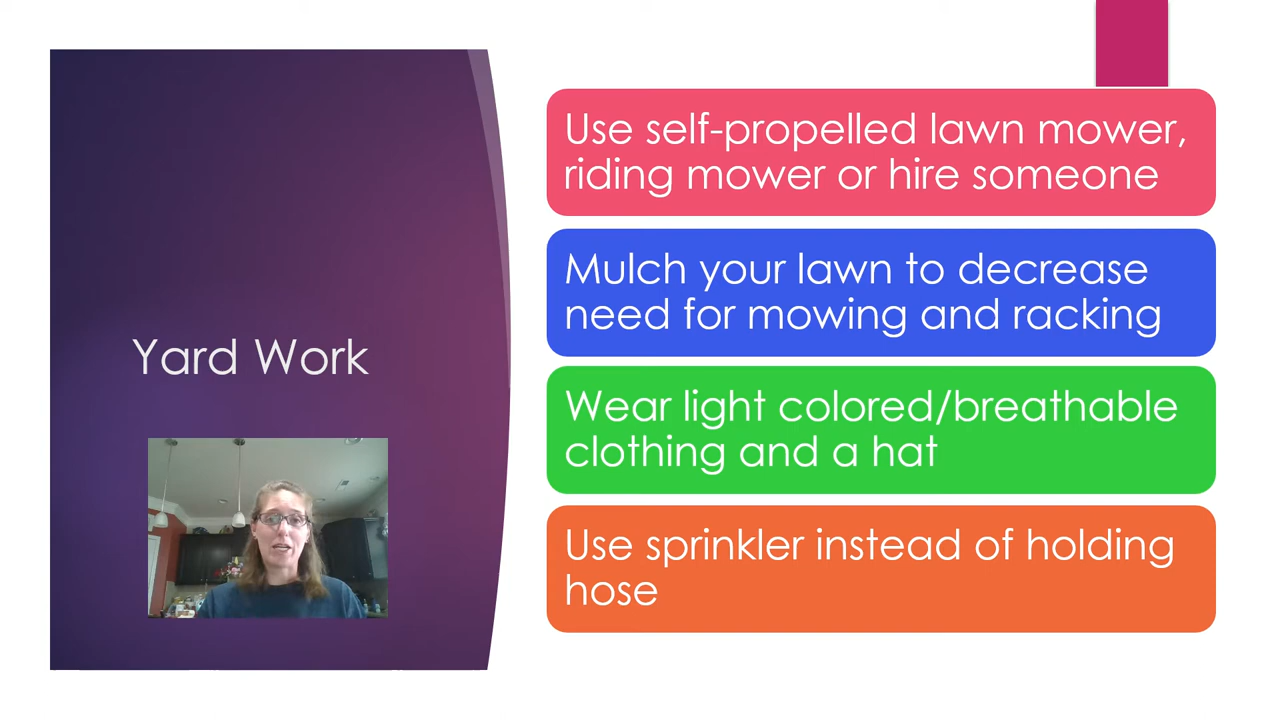 Yard Work
Use self-propelled lawn mower,
riding mower or hire someone
Mulch your lawn to decrease
need for mowing and racking
Wear light colored/breathable
clothing and a hat
Use sprinkler instead of holding
hose